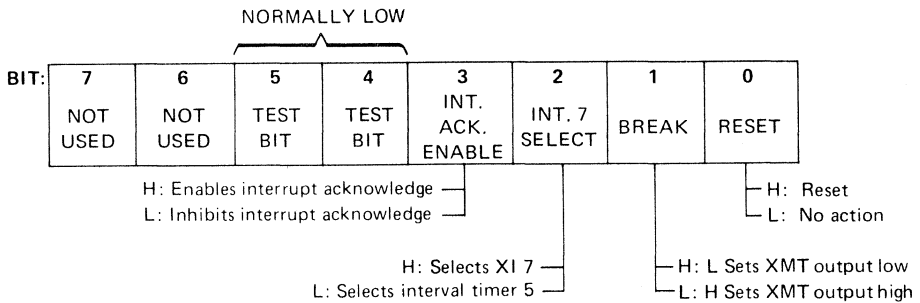 NORMALLY LOW
BIT: 7 6 5 4 3 2 1 0
NOT USED
NOT USED
TEST BIT
TEST BIT
INT. ACK. ENABLE
INT. 7 SELECT
BREAK
RESET
H: Enables interrupt acknowledge
L: Inhibits interrupt acknowledge
H: Reset
L: No action
H: Selects XI 7
L: Selects interval timer 5
H: L Sets XMT output low
L: H Sets XMT output high